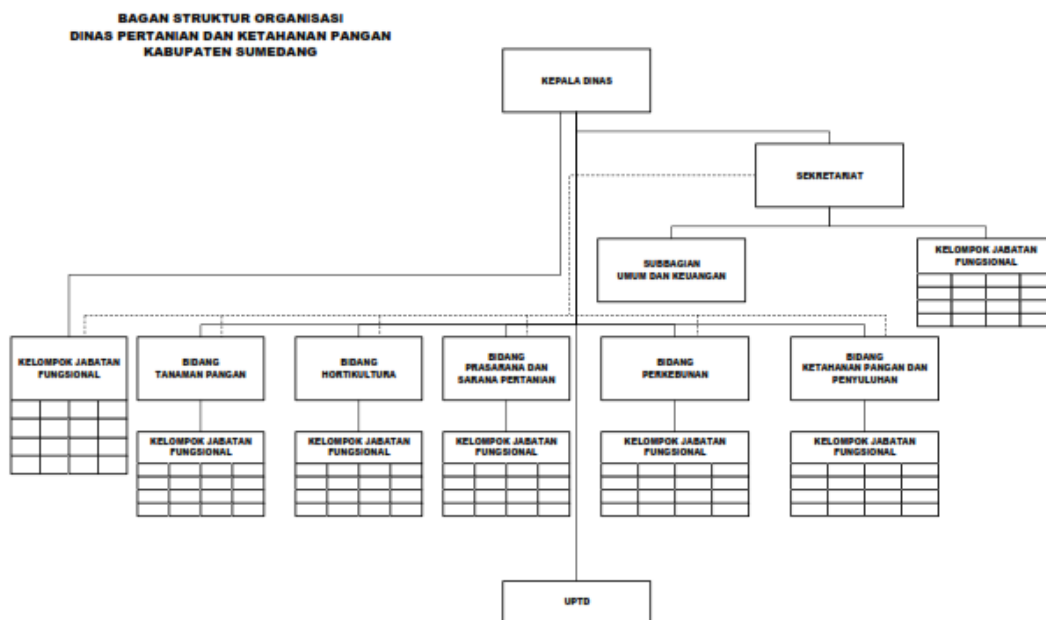 BAGAN STRUKTUR ORGANISASI
DINAS PERTANIAN DAN KETAHANAN PANGAN
KABUPATEN SUMEDANG
KEPALA DINAS
SEKRETARIAT
SUBBAGIAN
UMUM DAN KEUANGAN
KELOMPOK JABATAN
FUNGSIONAL
KELOMPOK JABATAN
FUNGSIONAL
BIDANG
TANAMAN PANGAN
BIDANG
HORTIKULTURA
BIDANG
PRASARANA DAN
SARANA PERTANIAN
BIDANG
PERKEBUNAN
BIDANG
KETAHANAN PANGAN DAN
PENYULUHAN
KELOMPOK JABATAN
FUNGSIONAL
KELOMPOK JABATAN
FUNGSIONAL
KELOMPOK JABATAN
FUNGSIONAL
KELOMPOK JABATAN
FUNGSIONAL
KELOMPOK JABATAN
FUNGSIONAL
UPTD